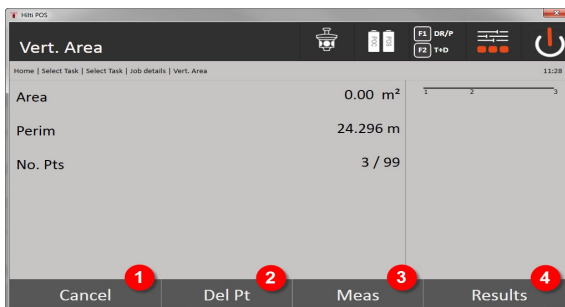 Hilti POS
Vert. Area
POC
POS
F1 DR/P
F2 T+D
Home | Select Task | Select Task | Job details | Vert. Area
11:28
Area 0.00 m²
Perim 24.296 m
No. Pts 3 / 99
1 2 3
1 2 3 4
Cancel Del Pt Meas Results